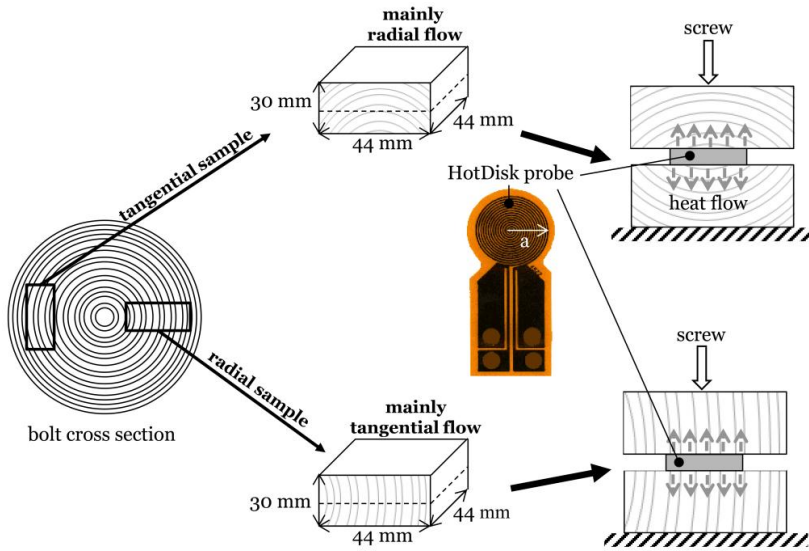 mainly
radial flow
30 mm
44 mm
44 mm
tangential sample
screw
HotDisk probe
heat flow
a
bolt cross section
radial sample
mainly
tangential flow
30 mm
44 mm
44 mm
screw